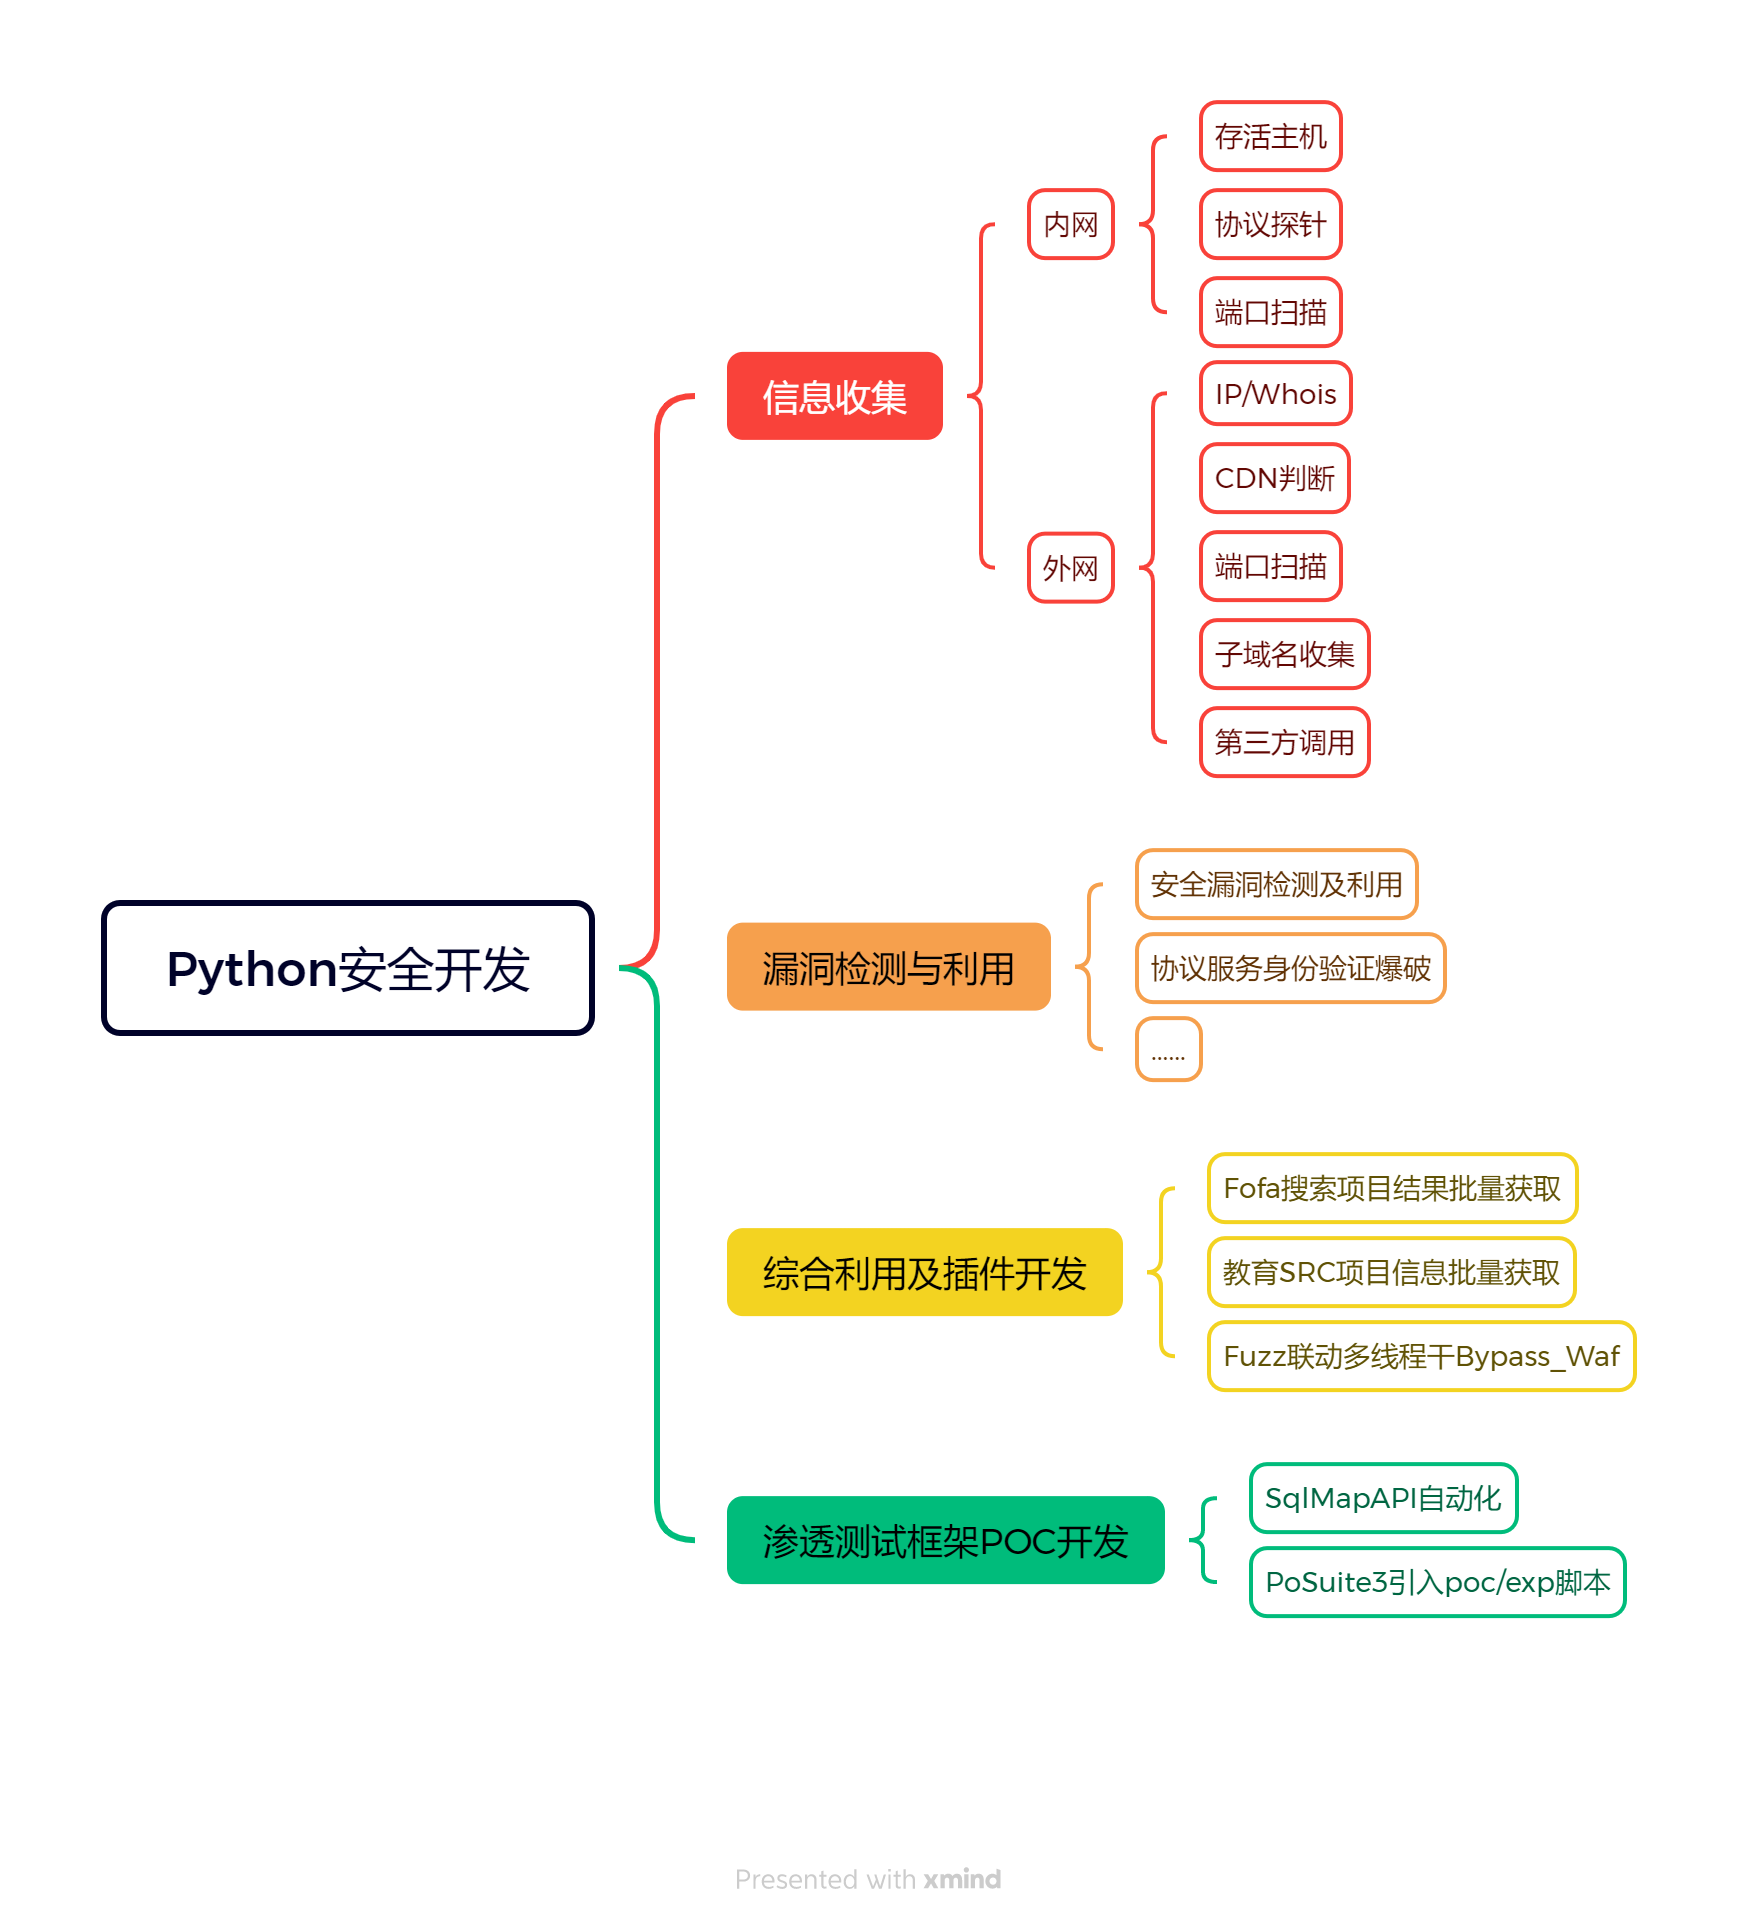 Python安全开发
信息收集
内网
存活主机
协议探针
端口扫描
外网
IP/Whois
CDN判断
端口扫描
子域名收集
第三方调用
漏洞检测与利用
安全漏洞检测及利用
协议服务身份验证爆破
......
综合利用及插件开发
Fofa搜索项目结果批量获取
教育SRC项目信息批量获取
Fuzz联动多线程干Bypass_Waf
渗透测试框架POC开发
SqlMapAPI自动化
PoSuite3引入poc/exp脚本
Presented with xmind